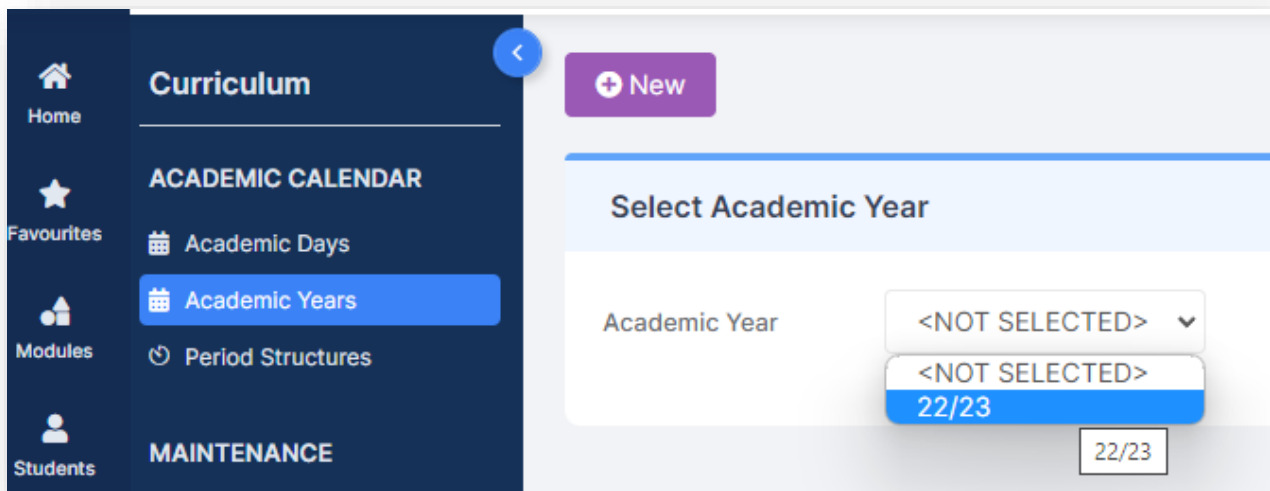 Home
Favourites
Modules
Students
Curriculum
ACADEMIC CALENDAR
Academic Days
Academic Years
Period Structures
MAINTENANCE
New
Select Academic Year
Academic Year <NOT SELECTED>
<NOT SELECTED>
22/23
22/23